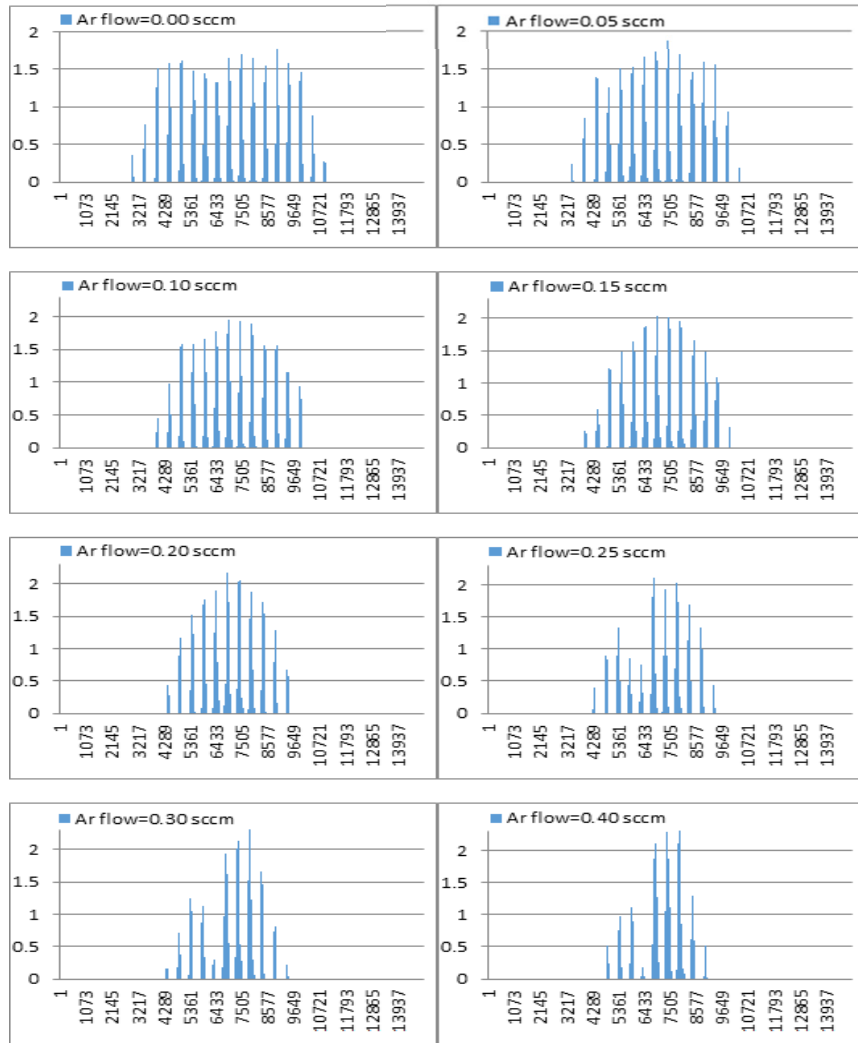 Ar flow=0.00 sccm
2
1.5
1
0.5
0
1 1073 2145 3217 4289 5361 6433 7505 8577 9649 10721 11793 12865 13937
Ar flow=0.05 sccm
2
1.5
1
0.5
0
1 1073 2145 3217 4289 5361 6433 7505 8577 9649 10721 11793 12865 13937
Ar flow=0.10 sccm
2
1.5
1
0.5
0
1 1073 2145 3217 4289 5361 6433 7505 8577 9649 10721 11793 12865 13937
Ar flow=0.15 sccm
2
1.5
1
0.5
0
1 1073 2145 3217 4289 5361 6433 7505 8577 9649 10721 11793 12865 13937
Ar flow=0.20 sccm
2
1.5
1
0.5
0
1 1073 2145 3217 4289 5361 6433 7505 8577 9649 10721 11793 12865 13937
Ar flow=0.25 sccm
2
1.5
1
0.5
0
1 1073 2145 3217 4289 5361 6433 7505 8577 9649 10721 11793 12865 13937
Ar flow=0.30 sccm
2
1.5
1
0.5
0
1 1073 2145 3217 4289 5361 6433 7505 8577 9649 10721 11793 12865 13937
Ar flow=0.40 sccm
2
1.5
1
0.5
0
1 1073 2145 3217 4289 5361 6433 7505 8577 9649 10721 11793 12865 13937